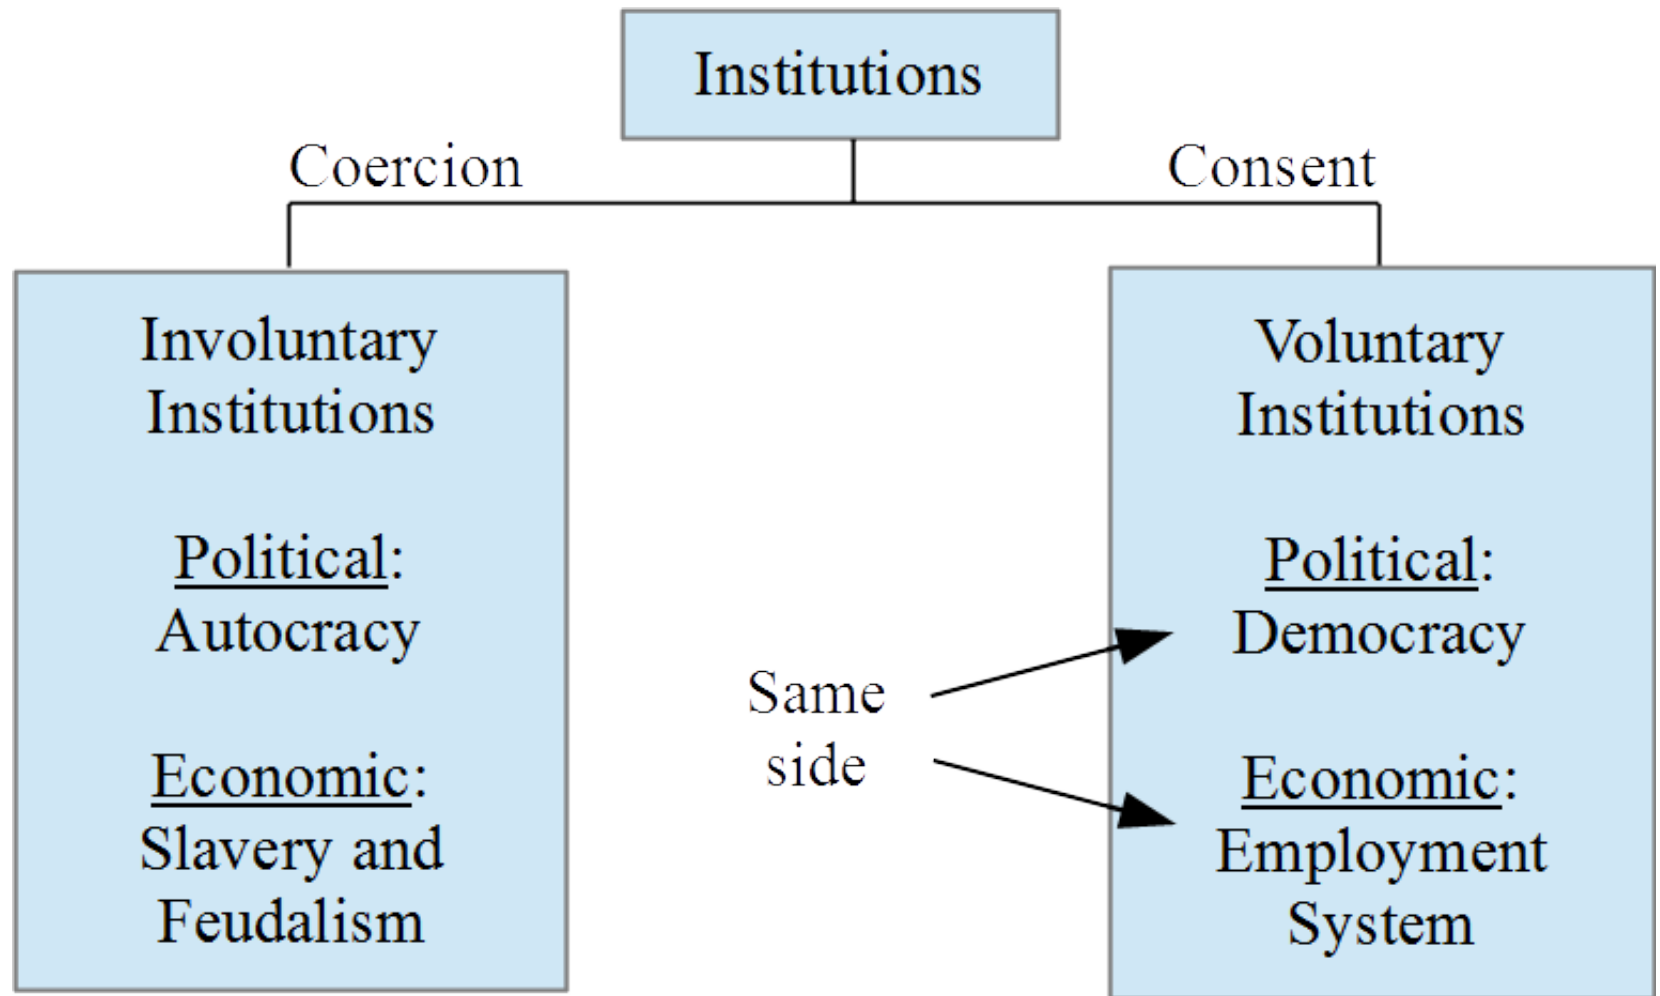 Institutions
Coercion
Consent
Involuntary
Institutions
Political:
Autocracy
Economic:
Slavery and
Feudalism
Same
side
Voluntary
Institutions
Political:
Democracy
Economic:
Employment
System